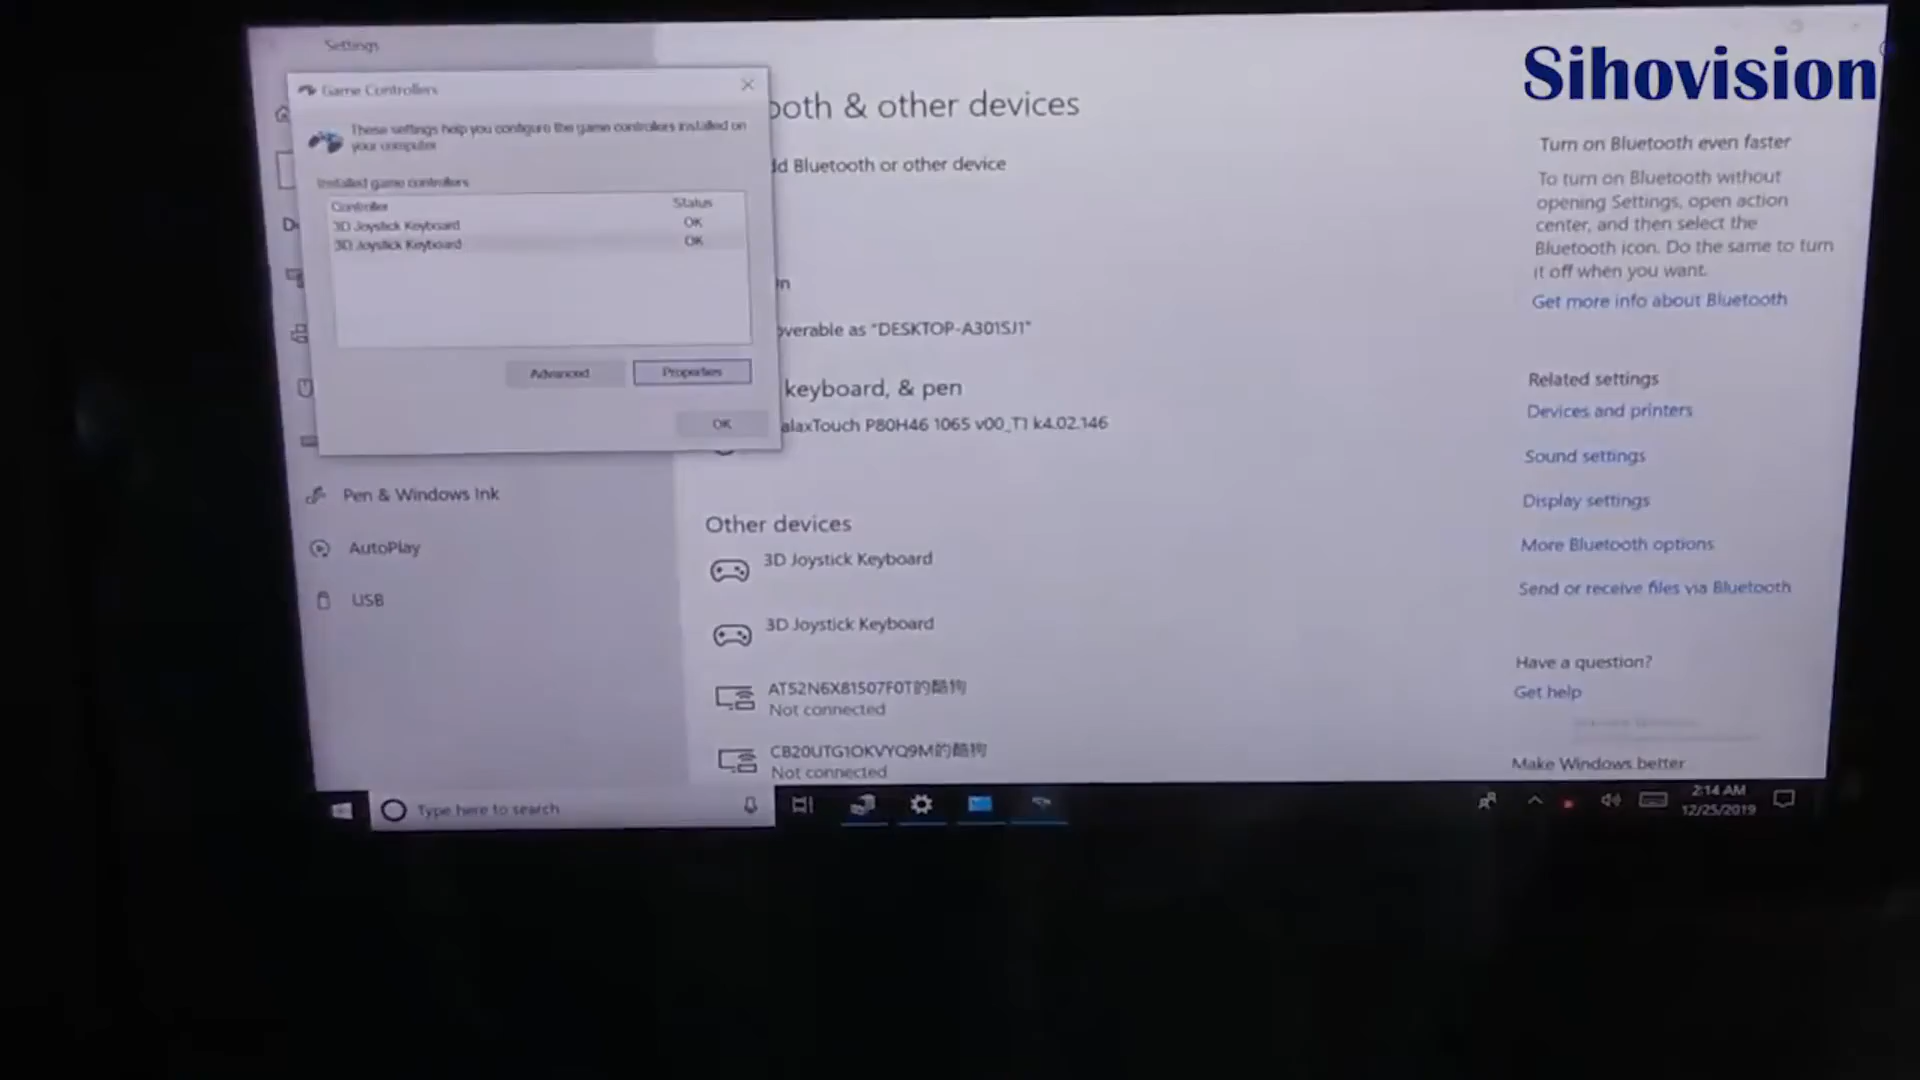 Settings
Sihovision
Game Controllers
These settings help you configure the game controllers installed on
your computer
Installed game controllers
Controller Status
3D Joystick Keyboard OK
3D Joystick Keyboard OK
Advanced
Properties
OK
ooth & other devices
dd Bluetooth or other device
overable as "DESKTOP-A301SJ1"
keyboard, & pen
alaxTouch P80H46 1065 v00_T1 k4.02.146
Pen & Windows Ink
AutoPlay
USB
Other devices
3D Joystick Keyboard
3D Joystick Keyboard
AT52N6X81507F0T的酷狗
Not connected
CB20UTG1OKVYQ9M的酷狗
Not connected
Turn on Bluetooth even faster
To turn on Bluetooth without
opening Settings, open action
center, and then select the
Bluetooth icon. Do the same to turn
it off when you want.
Get more info about Bluetooth
Related settings
Devices and printers
Sound settings
Display settings
More Bluetooth options
Send or receive files via Bluetooth
Have a question?
Get help
Make Windows better
Type here to search
2:14 AM
12/25/2019